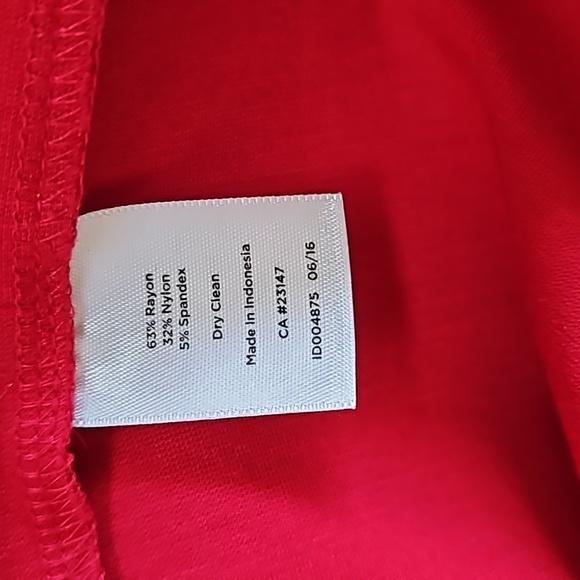 63% Rayon
32% Nylon
5% Spandex
Dry Clean
Made in Indonesia
CA #23147
ID004875 06/16